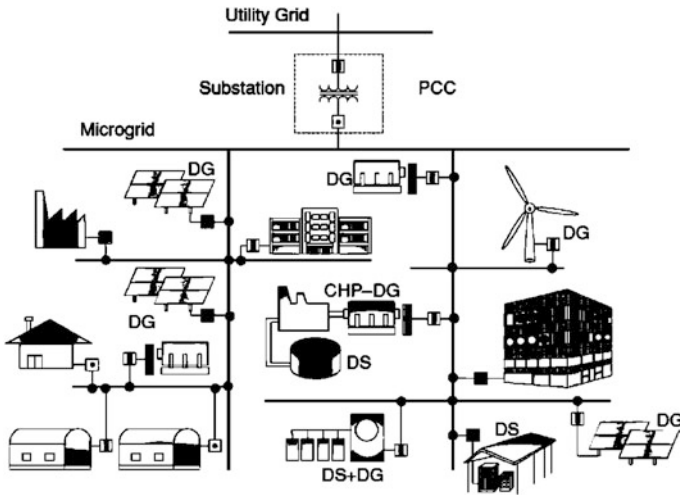 Utility Grid
Substation
PCC
Microgrid
DG
DG
DG
DG
CHP–DG
DS
DS+DG
DS
DG